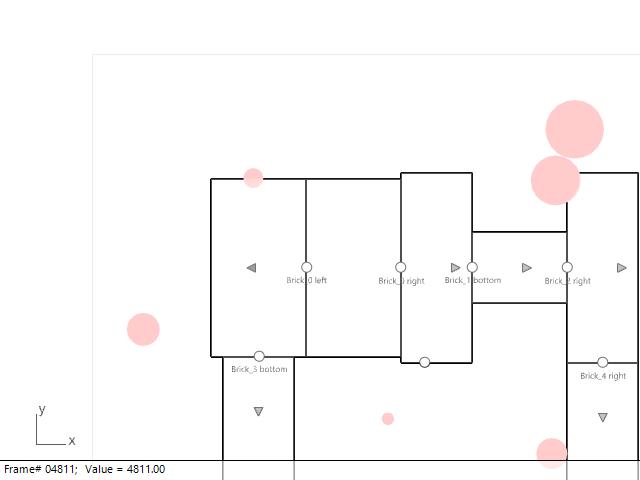 Brick_0 left
Brick_0 right
Brick_1 bottom
Brick_2 right
Brick_3 bottom
Brick_4 right
y
x
Frame# 04811;  Value = 4811.00